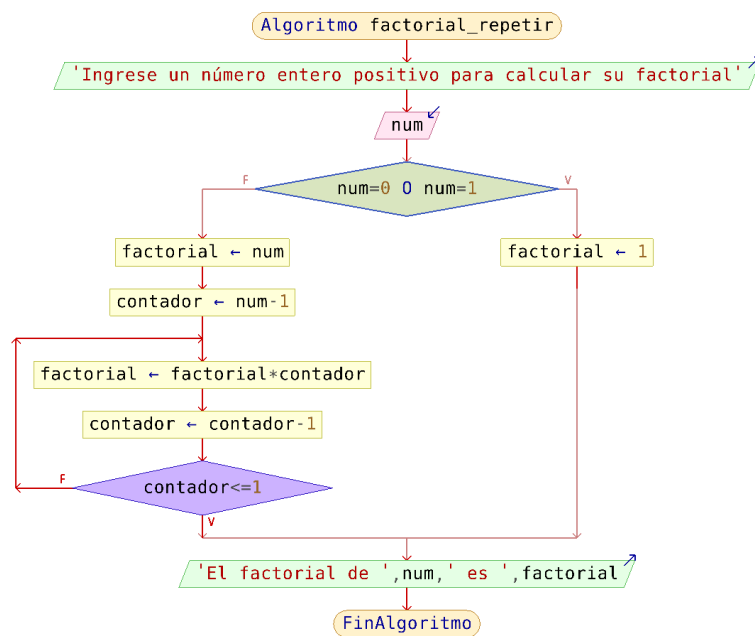 Algoritmo factorial_repetir
'Ingrese un número entero positivo para calcular su factorial'
num
num=0 O num=1
F
V
factorial ← num
factorial ← 1
contador ← num-1
factorial ← factorial*contador
contador ← contador-1
contador<=1
F
V
'El factorial de ',num,' es ',factorial
FinAlgoritmo